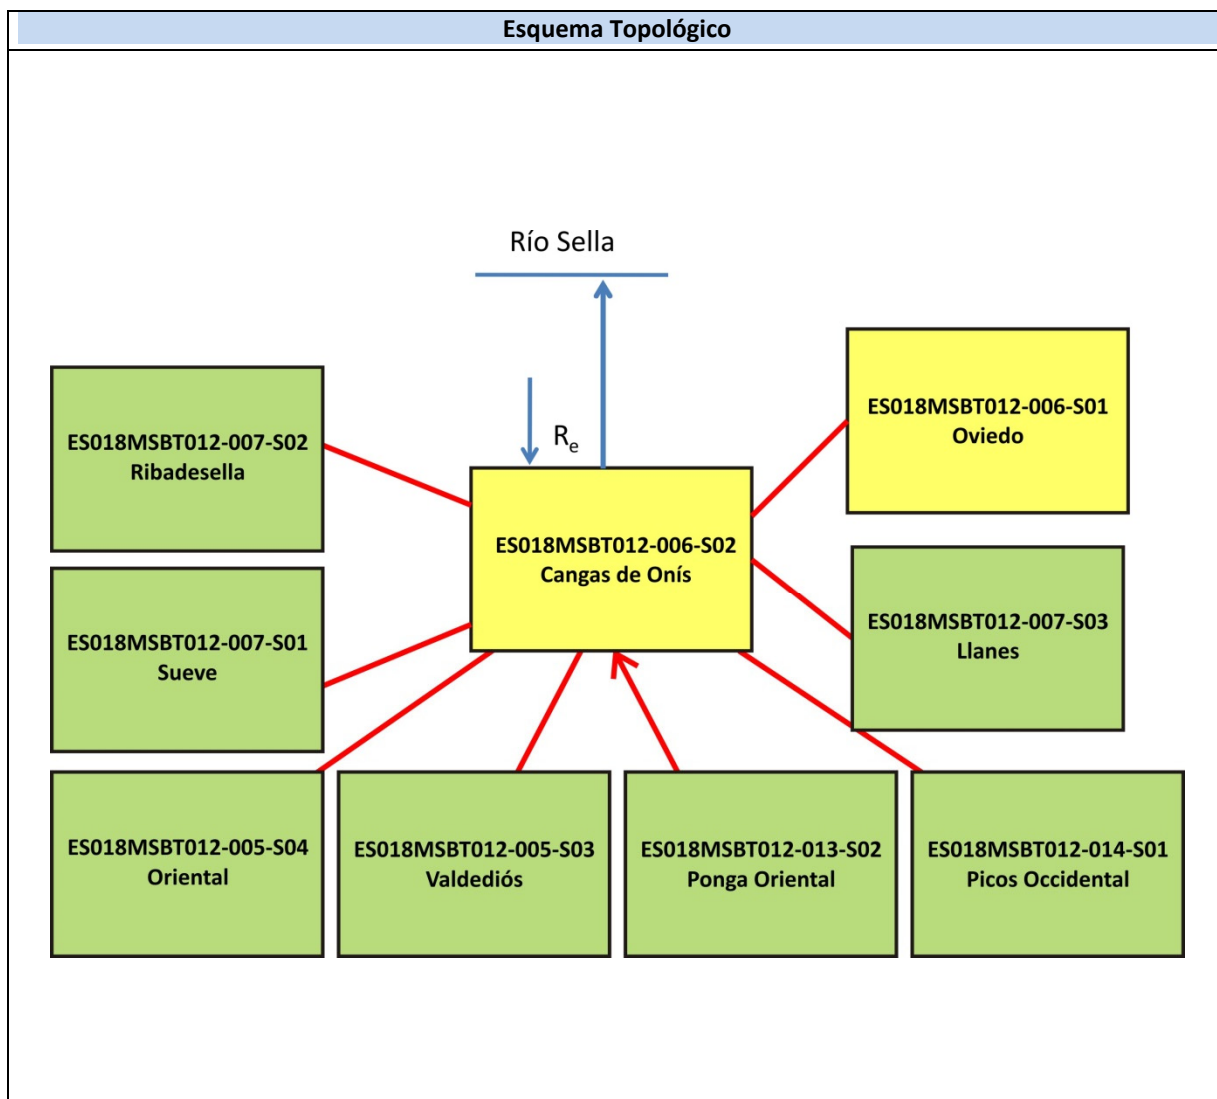 Esquema Topológico
Río Sella
Re
ES018MSBT012-006-S01
Oviedo
ES018MSBT012-007-S02
Ribadesella
ES018MSBT012-006-S02
Cangas de Onís
ES018MSBT012-007-S03
Llanes
ES018MSBT012-007-S01
Sueve
ES018MSBT012-005-S04
Oriental
ES018MSBT012-005-S03
Valdediós
ES018MSBT012-013-S02
Ponga Oriental
ES018MSBT012-014-S01
Picos Occidental